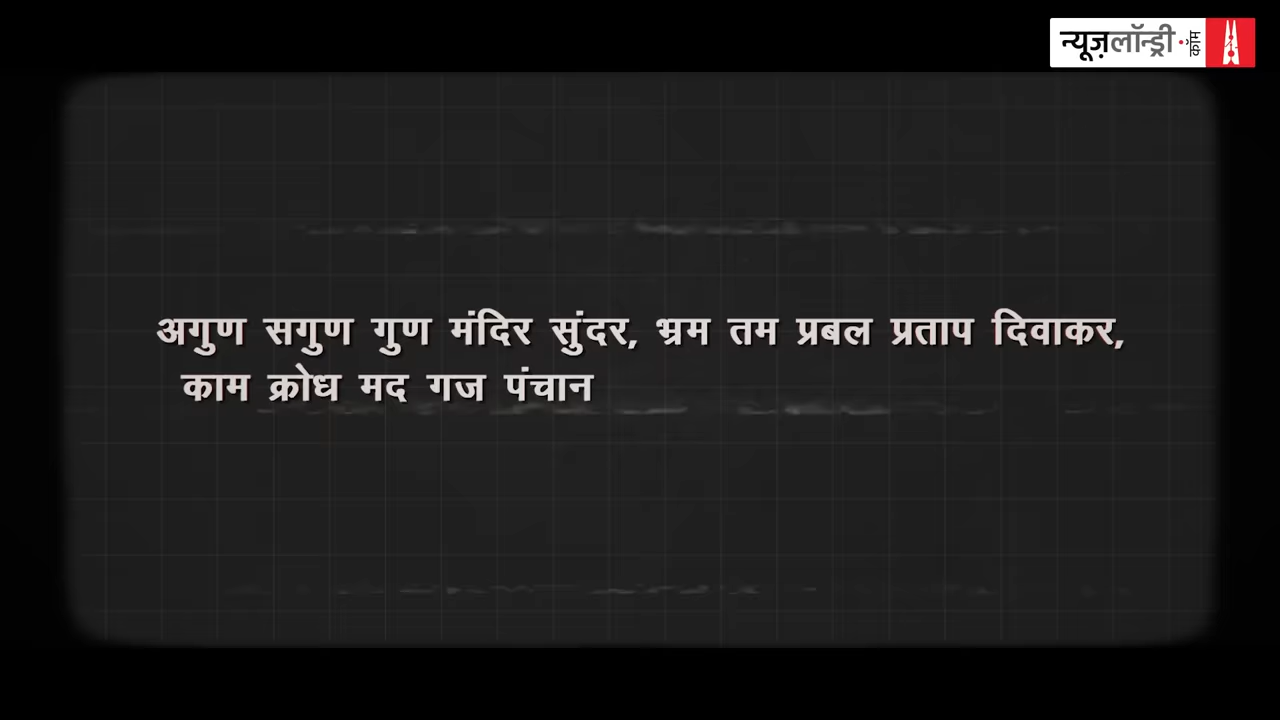 न्यूज़लॉन्ड्री.कॉम
अगुण सगुण गुण मंदिर सुंदर, भ्रम तम प्रबल प्रताप दिवाकर,
काम क्रोध मद गज पंचान